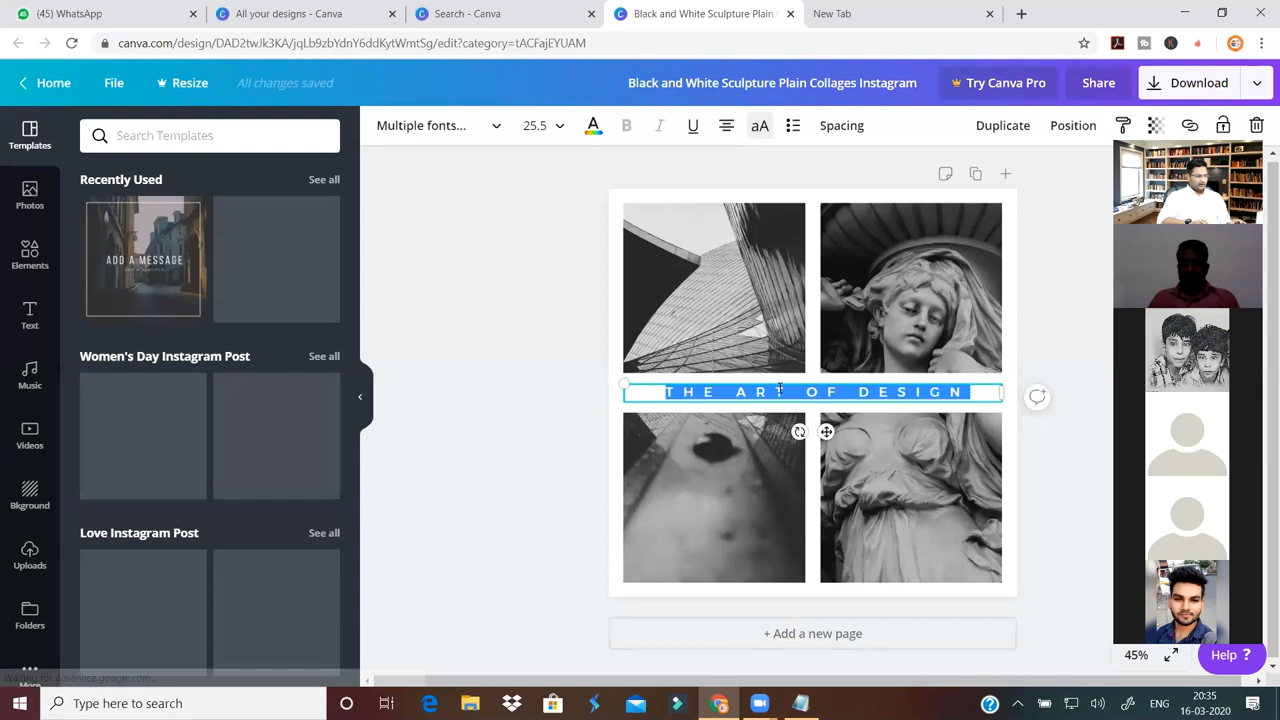 (45) WhatsApp
All your designs - Canva
Search - Canva
Black and White Sculpture Plain
New Tab
canva.com/design/DAD2twJk3KA/jqLb9zbYdnY6ddKytWmtSg/edit?category=tACFajEYUAM
Home
File
Resize
All changes saved
Black and White Sculpture Plain Collages Instagram
Try Canva Pro
Share
Download
Multiple fonts...
25.5
A
B
I
U
aA
Spacing
Duplicate
Position
Templates
Search Templates
Photos
Elements
Text
Music
Videos
Bkground
Uploads
Folders
More
Recently Used
See all
ADD A MESSAGE
Women's Day Instagram Post
See all
Love Instagram Post
See all
THE ART OF DESIGN
+ Add a new page
45%
Help ?
Type here to search
ENG
20:35
16-03-2020